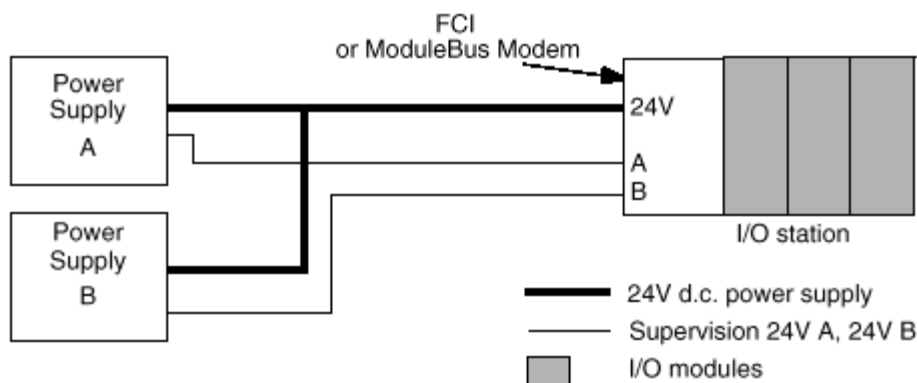 FCI
or ModuleBus Modem
Power
Supply
A
24V
A
B
Power
Supply
B
I/O station
24V d.c. power supply
Supervision 24V A, 24V B
I/O modules